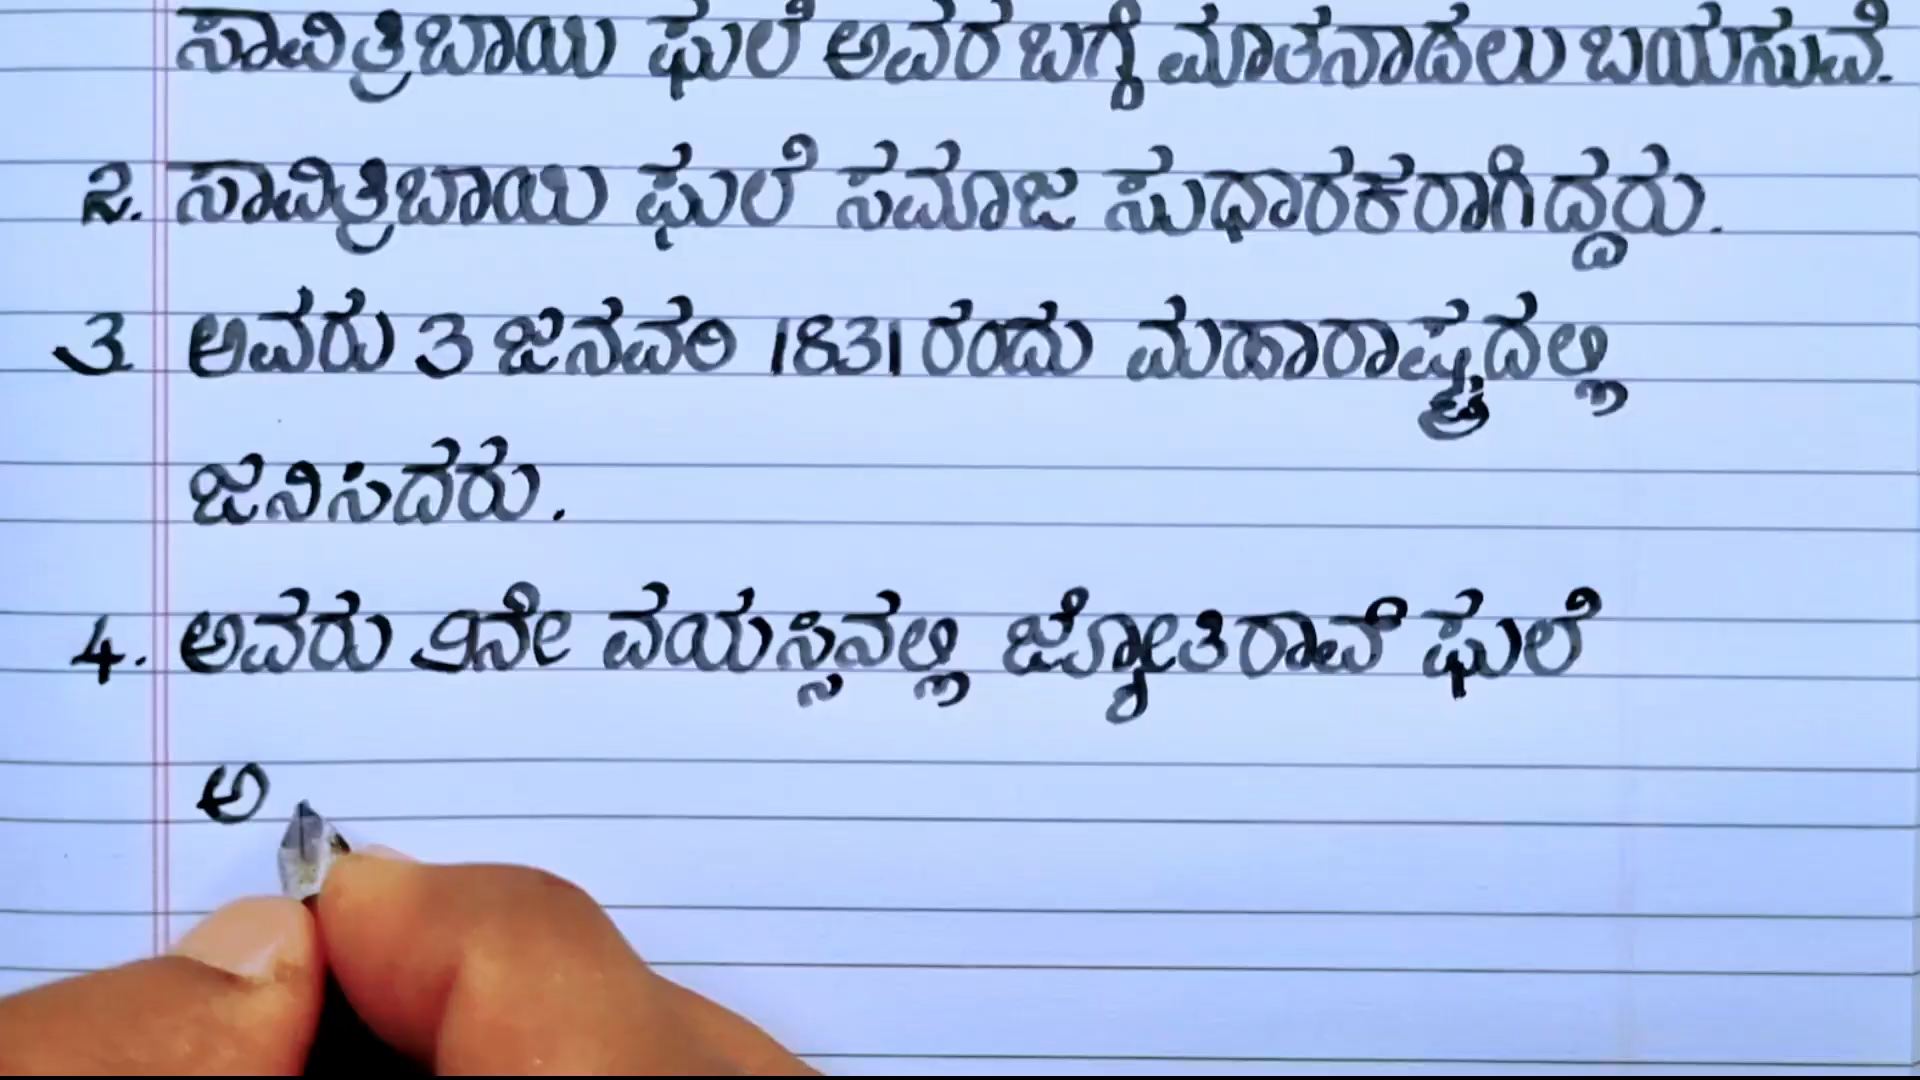 ಸಾವಿತ್ರಿಬಾಯಿ ಫುಲೆ ಅವರ ಬಗ್ಗೆ ಮಾತನಾಡಲು ಬಯಸುವೆ.
2. ಸಾವಿತ್ರಿಬಾಯಿ ಫುಲೆ ಸಮಾಜ ಸುಧಾರಕರಾಗಿದ್ದರು.
3. ಅವರು 3 ಜನವರಿ 1831 ರಂದು ಮಹಾರಾಷ್ಟ್ರದಲ್ಲಿ
ಜನಿಸಿದರು.
4. ಅವರು 9ನೇ ವಯಸ್ಸಿನಲ್ಲಿ ಜ್ಯೋತಿರಾವ್ ಫುಲೆ
ಅ